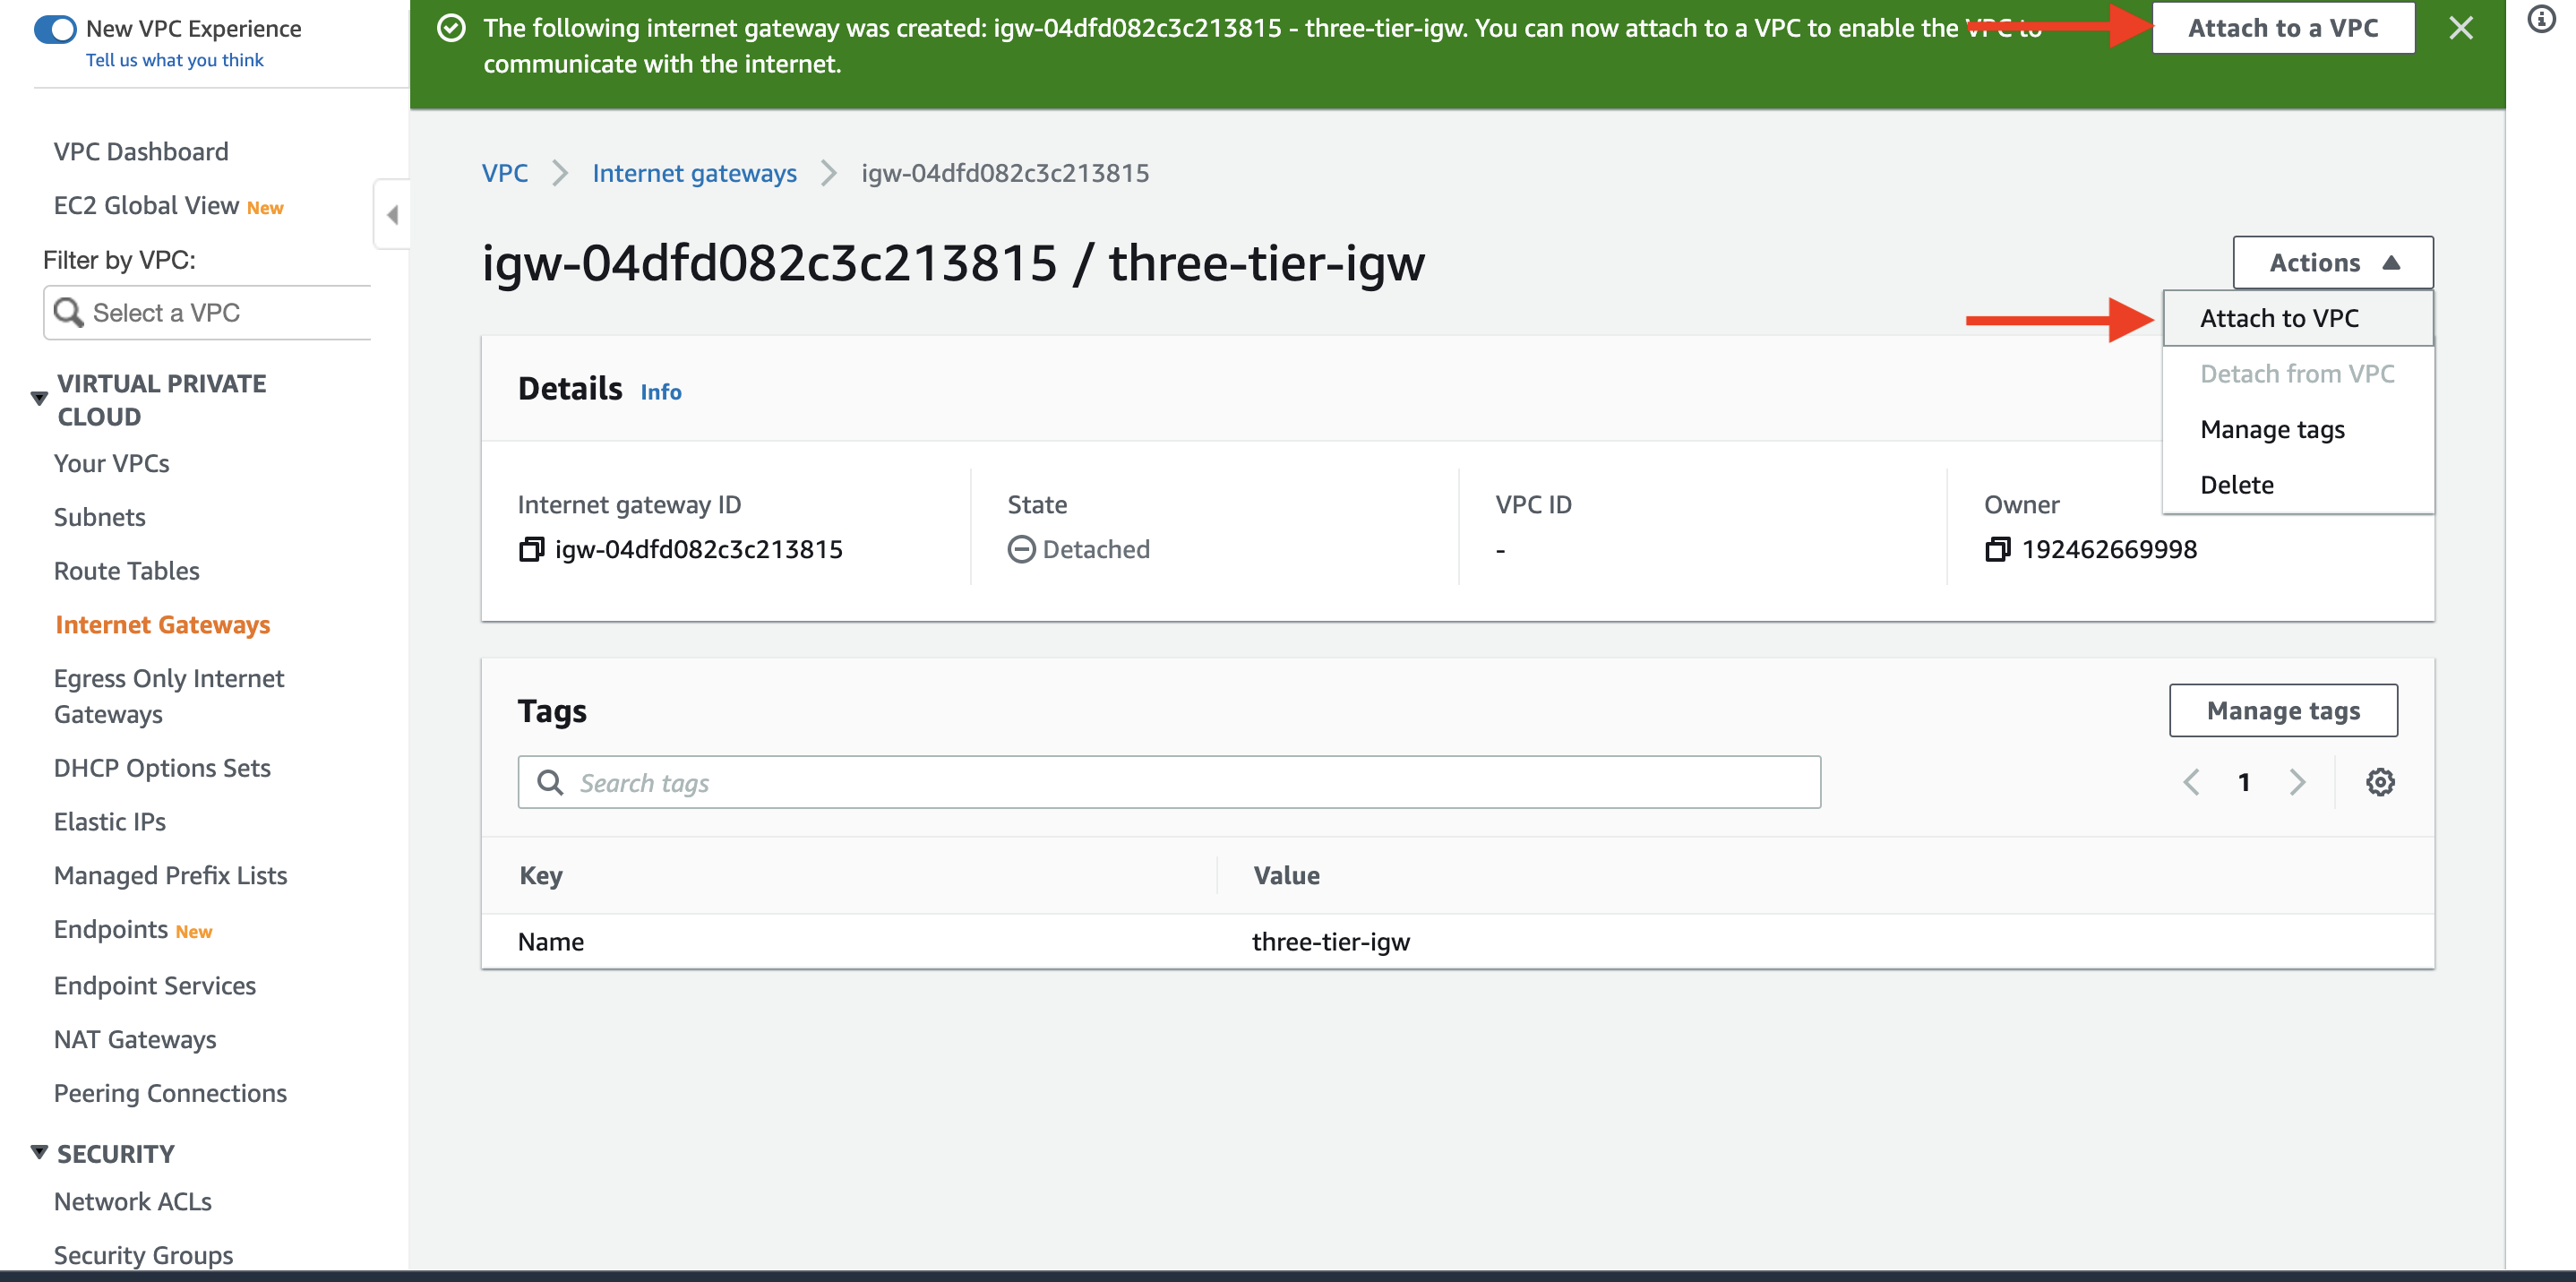 New VPC Experience
Tell us what you think
VPC Dashboard
EC2 Global View New
Filter by VPC:
Select a VPC
VIRTUAL PRIVATE
CLOUD
Your VPCs
Subnets
Route Tables
Internet Gateways
Egress Only Internet
Gateways
DHCP Options Sets
Elastic IPs
Managed Prefix Lists
Endpoints New
Endpoint Services
NAT Gateways
Peering Connections
SECURITY
Network ACLs
Security Groups
The following internet gateway was created: igw-04dfd082c3c213815 - three-tier-igw. You can now attach to a VPC to enable the VPC to
communicate with the internet.
Attach to a VPC
VPC
Internet gateways
igw-04dfd082c3c213815
igw-04dfd082c3c213815 / three-tier-igw
Actions
Attach to VPC
Detach from VPC
Manage tags
Delete
Details Info
Internet gateway ID
igw-04dfd082c3c213815
State
Detached
VPC ID
-
Owner
192462669998
Tags
Manage tags
Search tags
1
Key Value
Name three-tier-igw